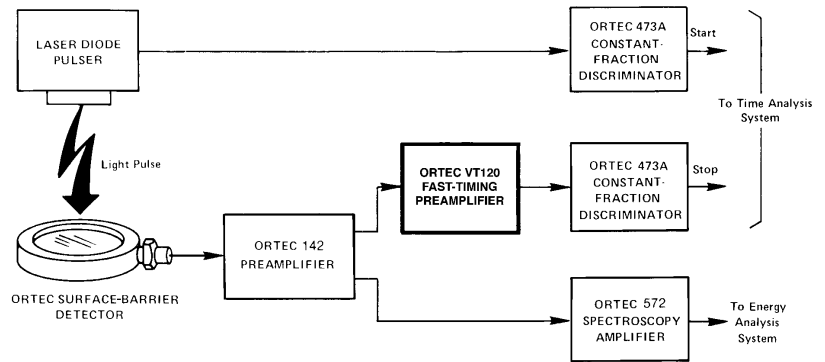 LASER DIODE
PULSER
ORTEC 473A
CONSTANT-
FRACTION
DISCRIMINATOR
Start
To Time Analysis
System
Light Pulse
ORTEC VT120
FAST-TIMING
PREAMPLIFIER
ORTEC 473A
CONSTANT-
FRACTION
DISCRIMINATOR
Stop
ORTEC 142
PREAMPLIFIER
ORTEC SURFACE-BARRIER
DETECTOR
ORTEC 572
SPECTROSCOPY
AMPLIFIER
To Energy
Analysis
System